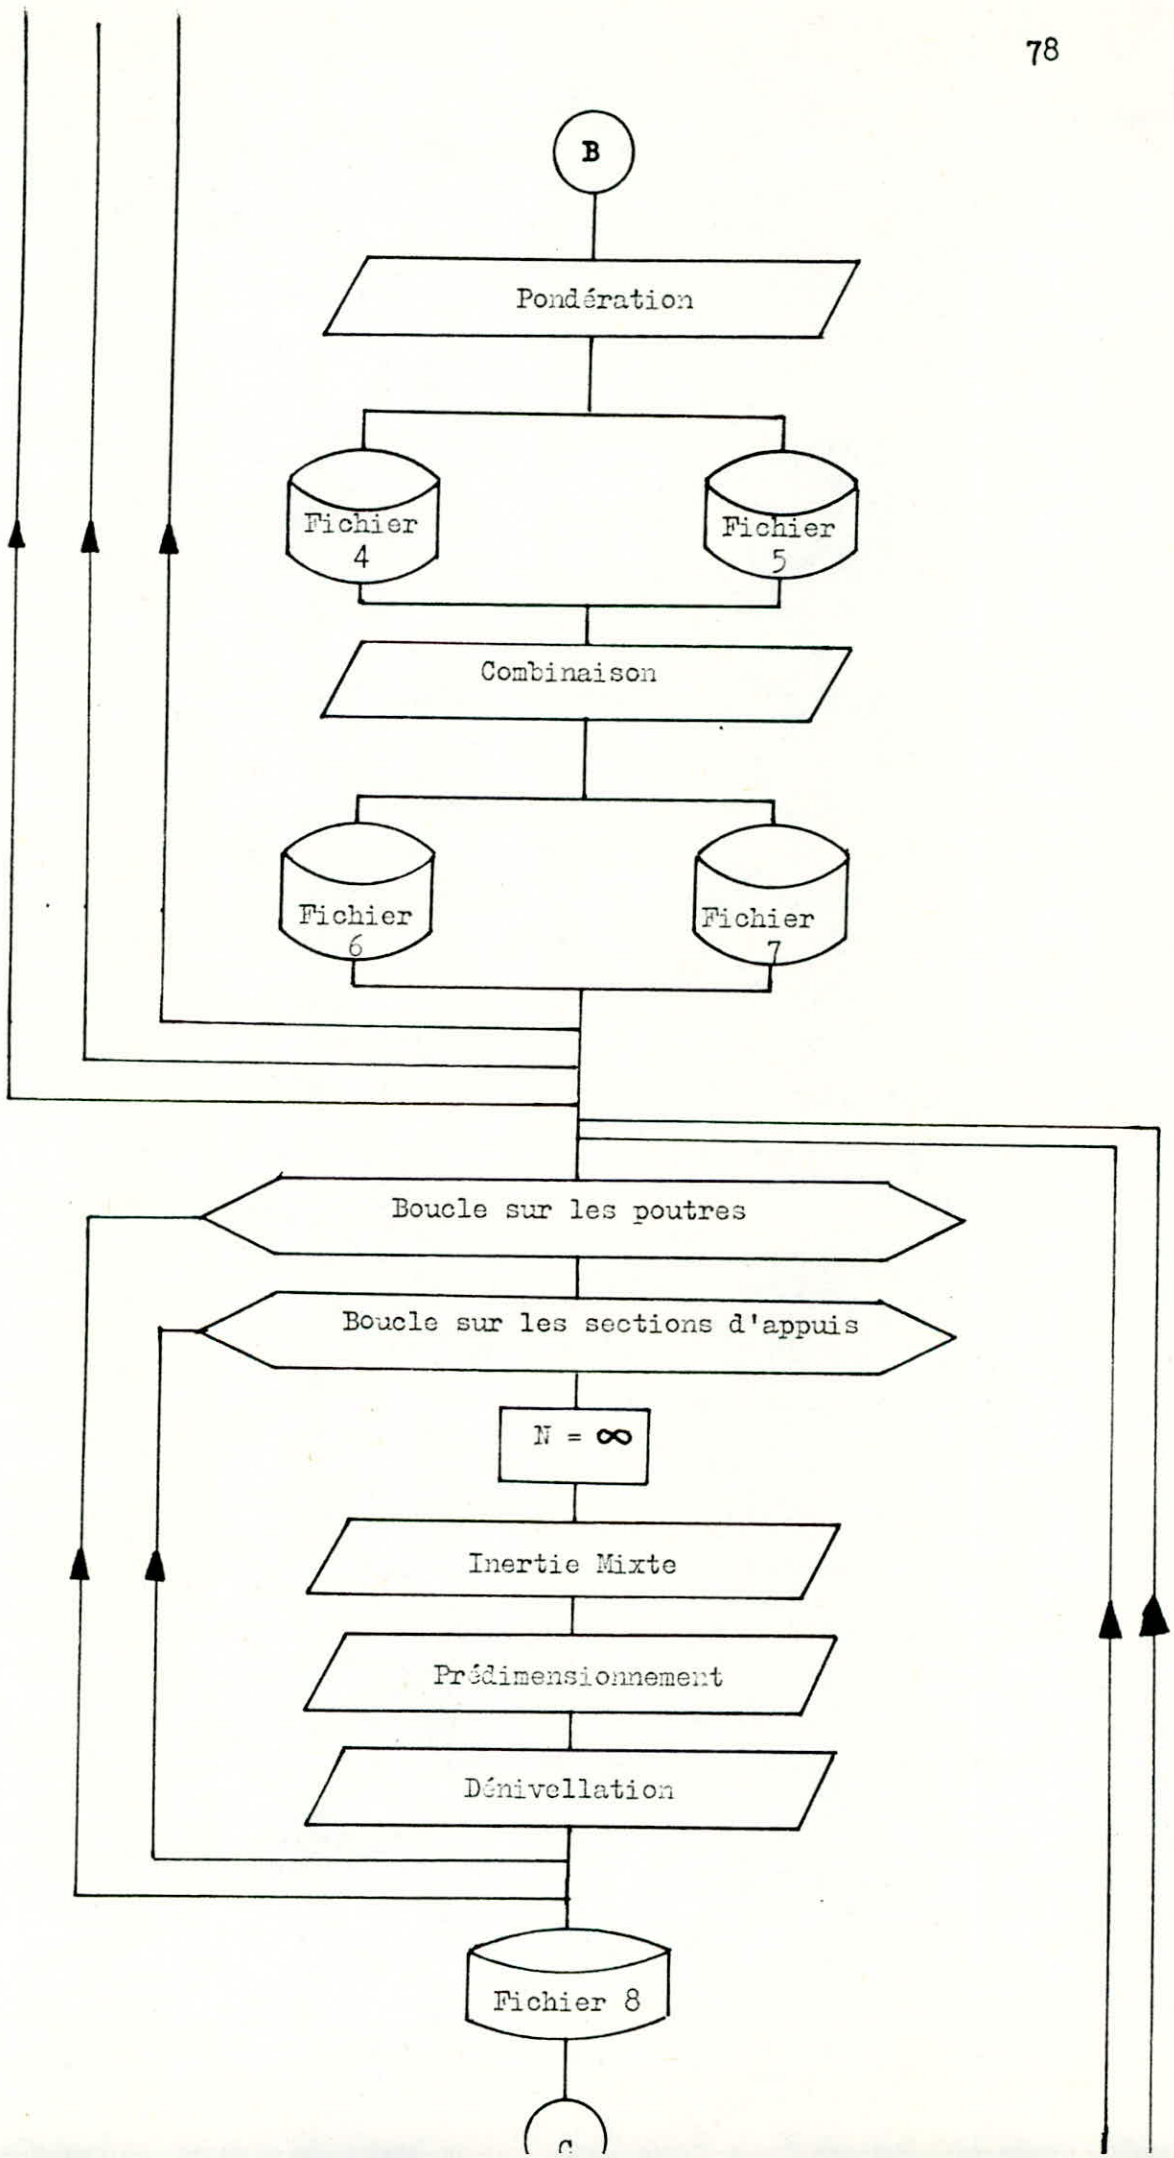 78
B
Pondération
Fichier
4
Fichier
5
Combinaison
Fichier
6
Fichier
7
Boucle sur les poutres
Boucle sur les sections d'appuis
N = ∞
Inertie Mixte
Prédimensionnement
Dénivellation
Fichier 8
C